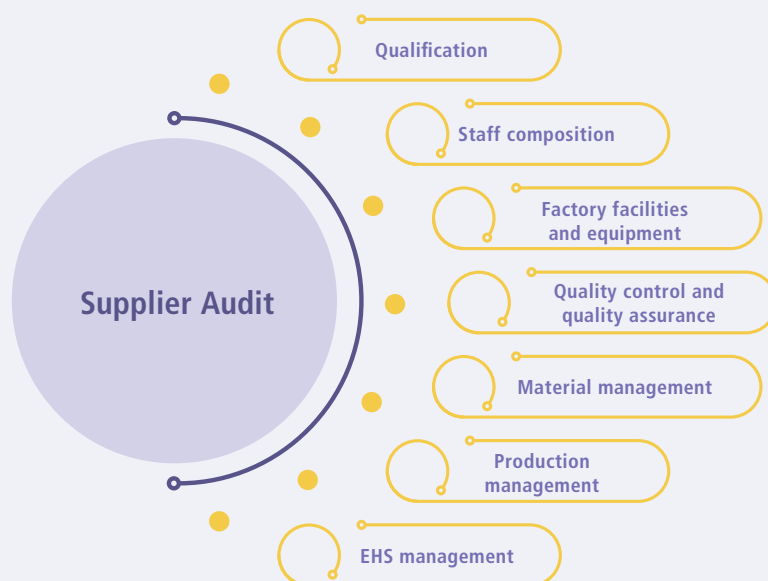 Qualification
Staff composition
Factory facilities
and equipment
Supplier Audit
Quality control and
quality assurance
Material management
Production
management
EHS management